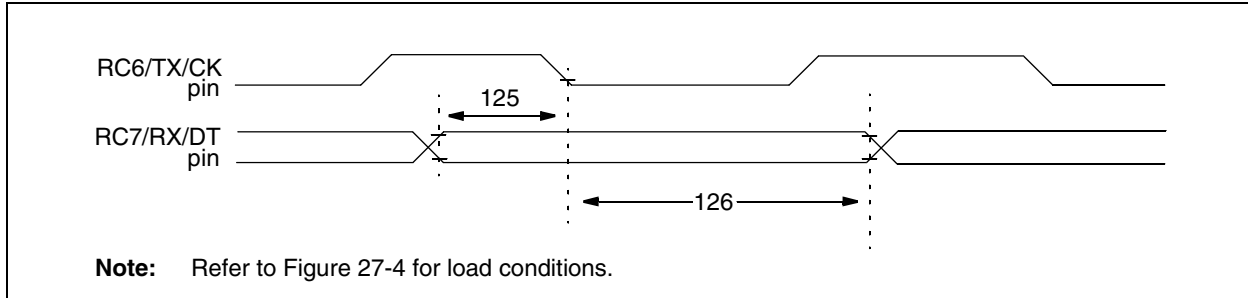 RC6/TX/CK
pin
125
RC7/RX/DT
pin
126
Note: Refer to Figure 27-4 for load conditions.